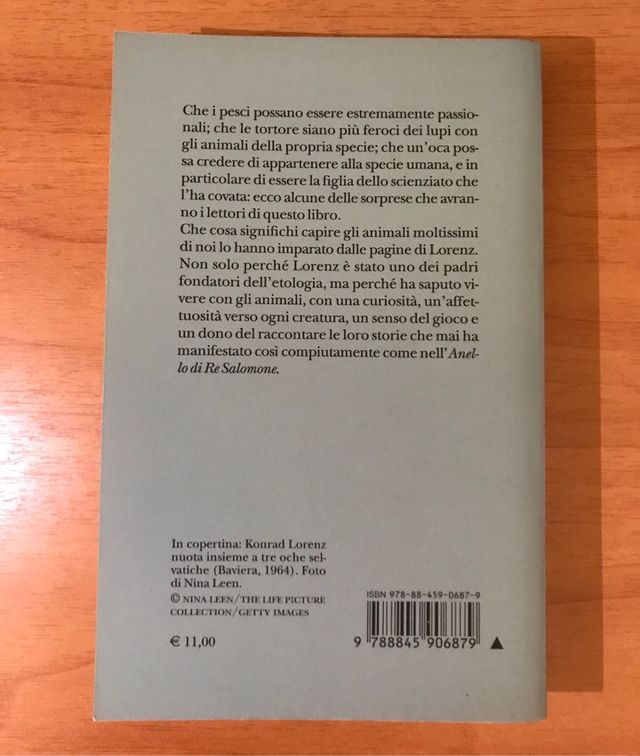 Che i pesci possano essere estremamente passio-
nali; che le tortore siano più feroci dei lupi con
gli animali della propria specie; che un'oca pos-
sa credere di appartenere alla specie umana, e in
particolare di essere la figlia dello scienziato che
l'ha covata: ecco alcune delle sorprese che avran-
no i lettori di questo libro.
Che cosa significhi capire gli animali moltissimi
di noi lo hanno imparato dalle pagine di Lorenz.
Non solo perché Lorenz è stato uno dei padri
fondatori dell'etologia, ma perché ha saputo vi-
vere con gli animali, con una curiosità, un'affet-
tuosità verso ogni creatura, un senso del gioco e
un dono del raccontare le loro storie che mai ha
manifestato così compiutamente come nell'Anel-
lo di Re Salomone.
In copertina: Konrad Lorenz
nuota insieme a tre oche sel-
vatiche (Baviera, 1964). Foto
di Nina Leen.
© NINA LEEN/THE LIFE PICTURE
COLLECTION/GETTY IMAGES
€ 11,00
ISBN 978-88-459-0687-9
9 788845 906879